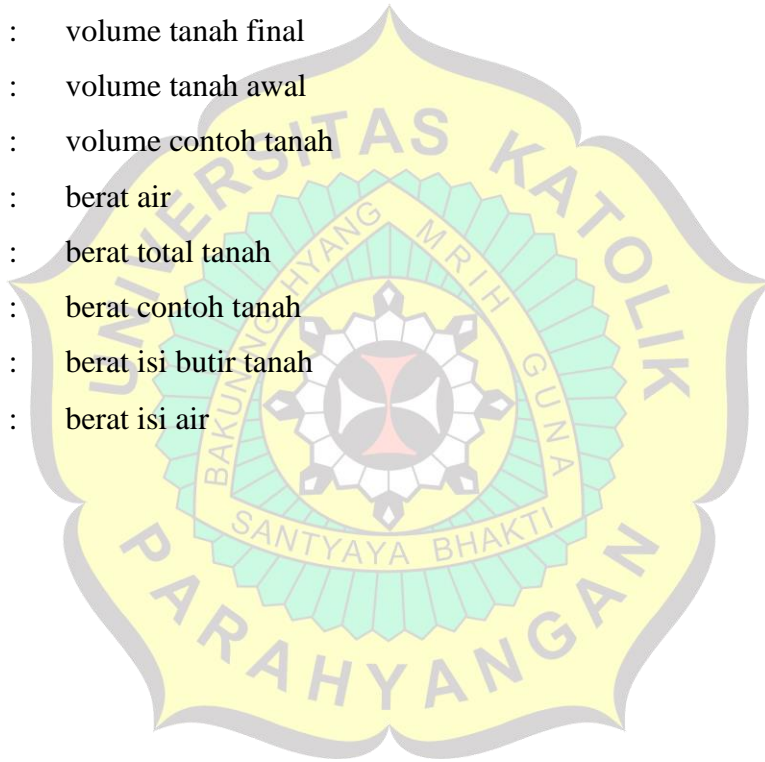 : volume tanah final
: volume tanah awal
: volume contoh tanah
: berat air
: berat total tanah
: berat contoh tanah
: berat isi butir tanah
: berat isi air
UNIVERSITAS KATOLIK
BAKUNING HYANG MRIH GUNA
SANTYAYA BHAKTI
PARAHYANGAN